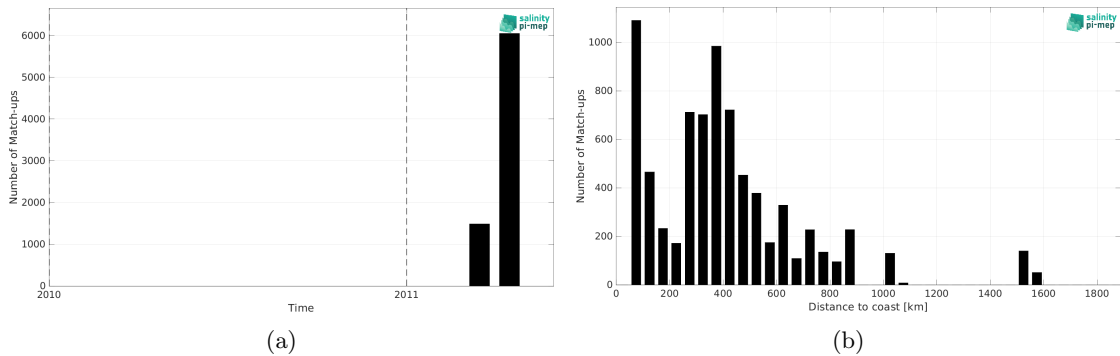 salinity
pi-mep
6000
5000
4000
3000
2000
1000
0
Number of Match-ups
2010
2011
Time
(a)
salinity
pi-mep
1000
800
600
400
200
0
Number of Match-ups
0 200 400 600 800 1000 1200 1400 1600 1800
Distance to coast [km]
(b)